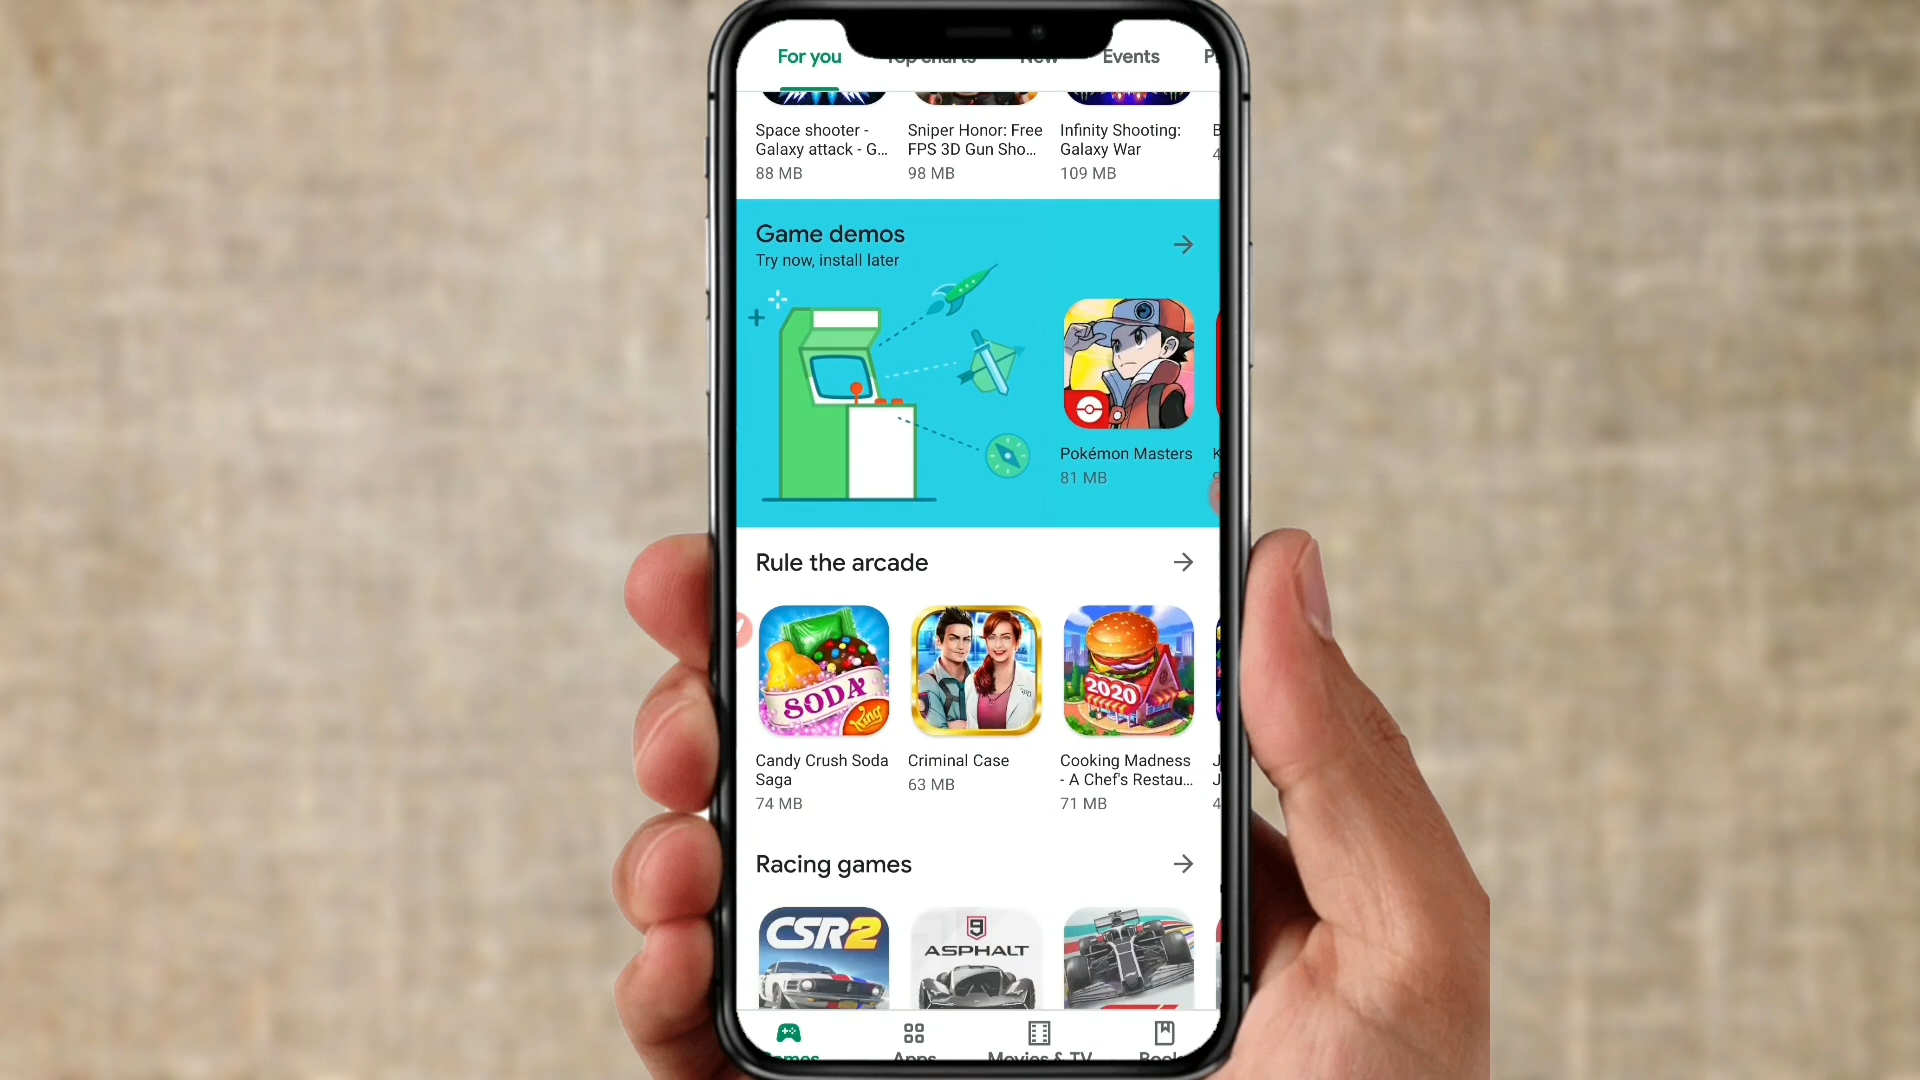 For you
Events
Space shooter -
Galaxy attack - G...
88 MB
Sniper Honor: Free
FPS 3D Gun Sho...
98 MB
Infinity Shooting:
Galaxy War
109 MB
Game demos
Try now, install later
Pokémon Masters
81 MB
Rule the arcade
SODA
King
2020
Candy Crush Soda
Saga
74 MB
Criminal Case
63 MB
Cooking Madness
- A Chef's Restau...
71 MB
Racing games
CSR2
9
ASPHALT
Movies & TV